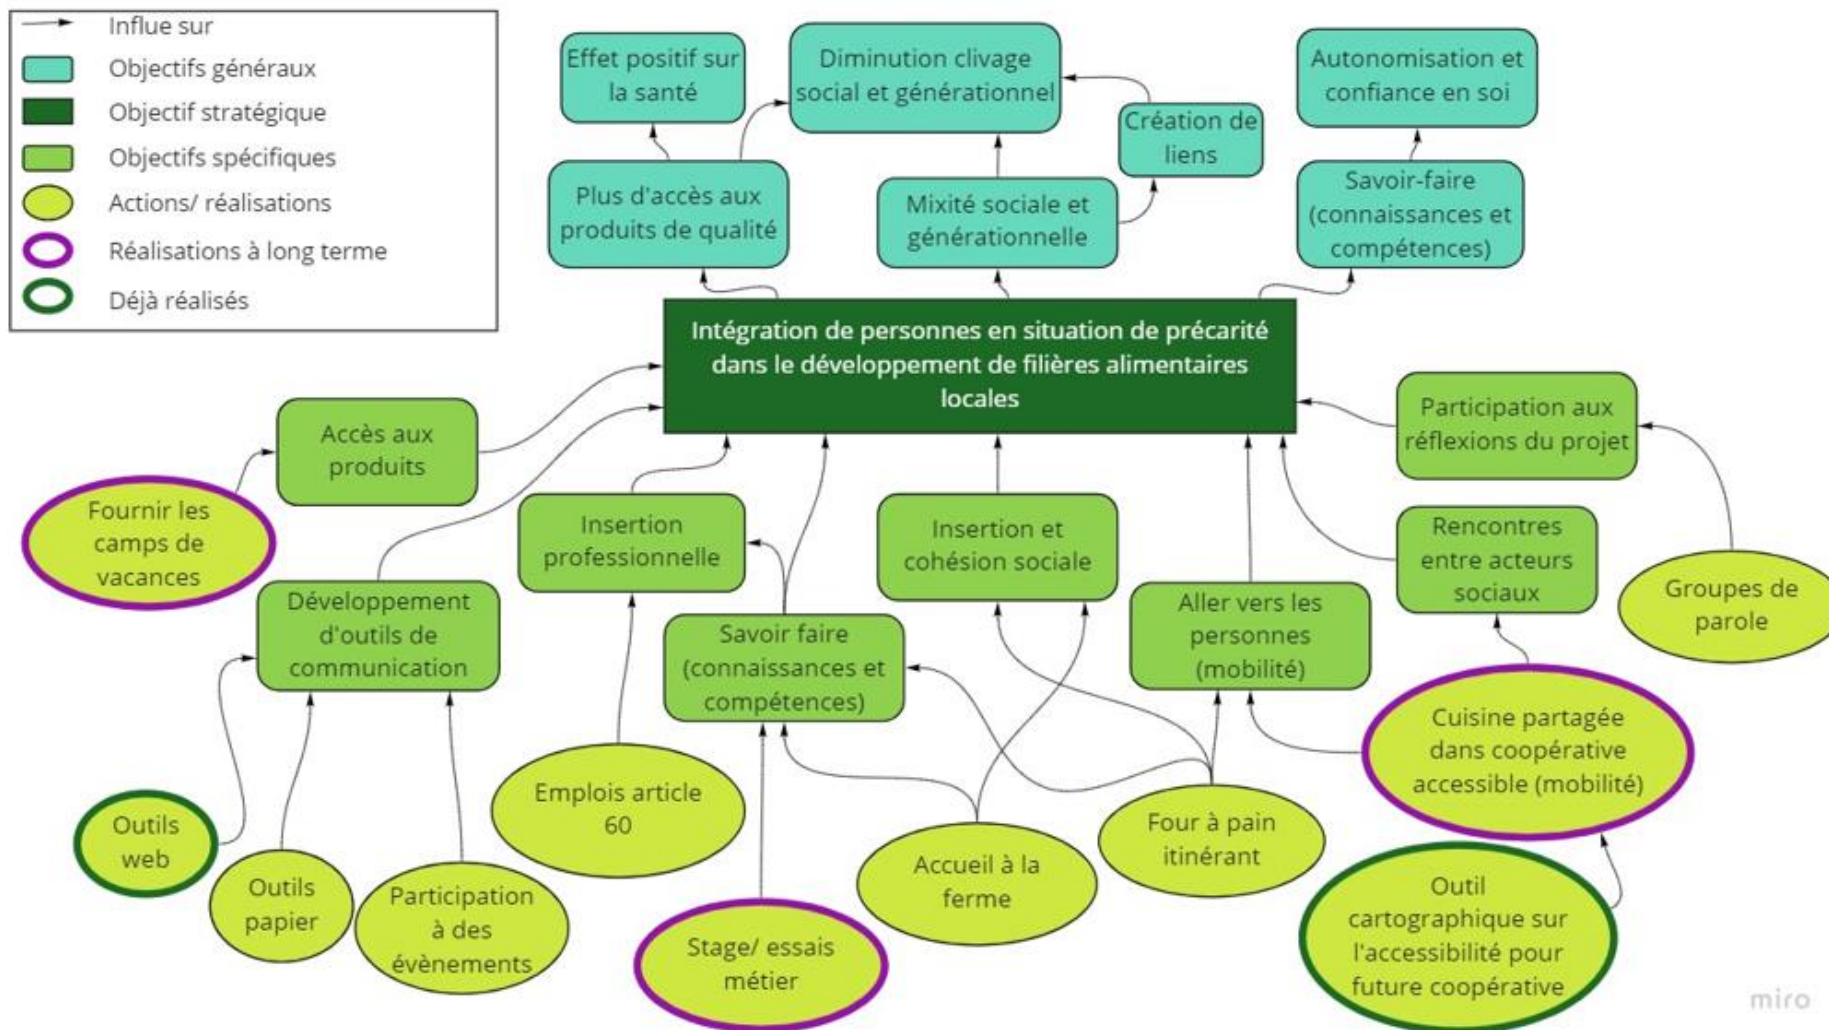 Influe sur
Objectifs généraux
Objectif stratégique
Objectifs spécifiques
Actions/ réalisations
Réalisations à long terme
Déjà réalisés
Effet positif sur
la santé
Diminution clivage
social et générationnel
Autonomisation et
confiance en soi
Création de
liens
Plus d'accès aux
produits de qualité
Mixité sociale et
générationnelle
Savoir-faire
(connaissances et
compétences)
Intégration de personnes en situation de précarité
dans le développement de filières alimentaires
locales
Accès aux
produits
Participation aux
réflexions du projet
Fournir les
camps de
vacances
Insertion
professionnelle
Insertion et
cohésion sociale
Rencontres
entre acteurs
sociaux
Groupes de
parole
Développement
d'outils de
communication
Savoir faire
(connaissances et
compétences)
Aller vers les
personnes
(mobilité)
Cuisine partagée
dans coopérative
accessible (mobilité)
Outils
web
Outils
papier
Participation
à des
évènements
Emplois article
60
Stage/ essais
métier
Accueil à la
ferme
Four à pain
itinérant
Outil
cartographique sur
l'accessibilité pour
future coopérative
miro